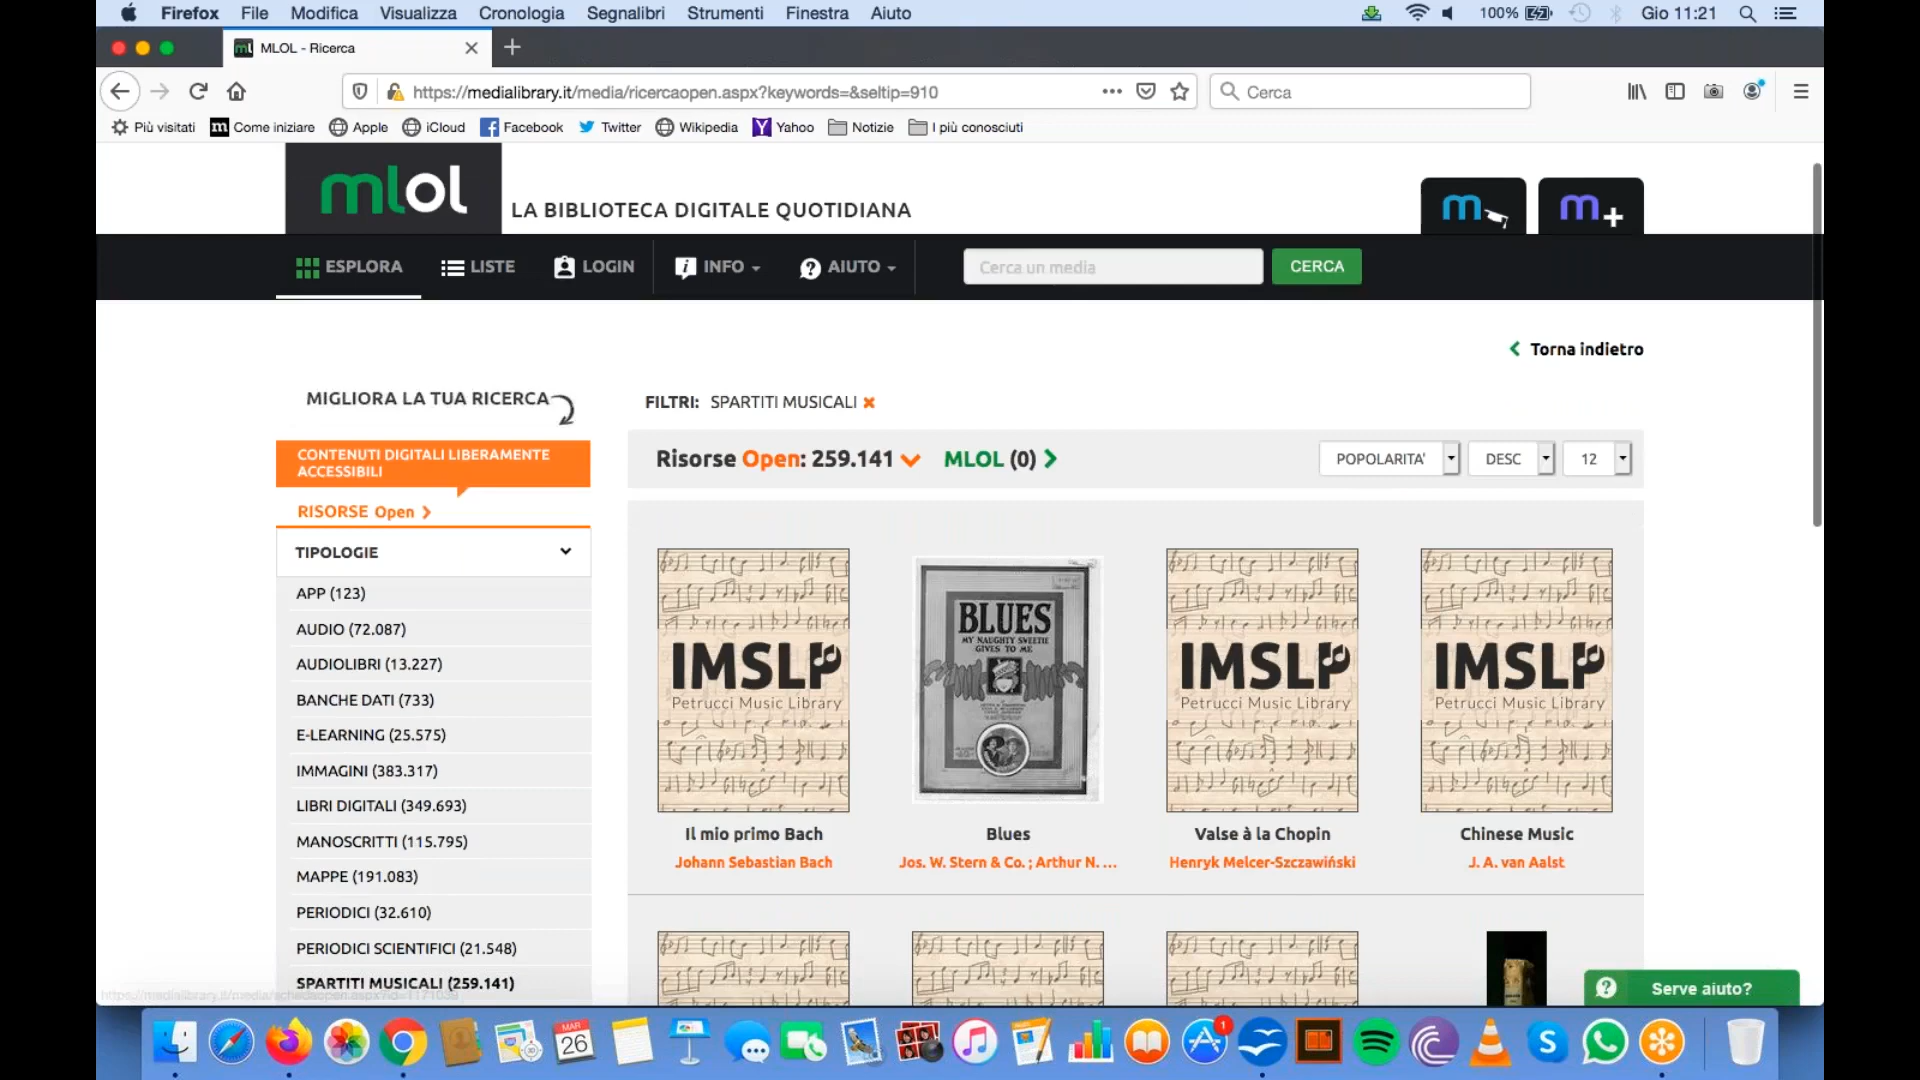 Firefox File Modifica Visualizza Cronologia Segnalibri Strumenti Finestra Aiuto 100% Gio 11:21
ml MLOL - Ricerca
https://medialibrary.it/media/ricercaopen.aspx?keywords=&seltip=910 Cerca
Più visitati m Come iniziare Apple iCloud Facebook Twitter Wikipedia Yahoo Notizie I più conosciuti
mlol LA BIBLIOTECA DIGITALE QUOTIDIANA m m+
ESPLORA LISTE LOGIN INFO AIUTO Cerca un media CERCA
Torna indietro
MIGLIORA LA TUA RICERCA
FILTRI: SPARTITI MUSICALI
CONTENUTI DIGITALI LIBERAMENTE
ACCESSIBILI
Risorse Open: 259.141 MLOL (0) POPOLARITA' DESC 12
RISORSE Open
TIPOLOGIE
APP (123)
AUDIO (72.087)
AUDIOLIBRI (13.227)
BANCHE DATI (733)
E-LEARNING (25.575)
IMMAGINI (383.317)
LIBRI DIGITALI (349.693)
MANOSCRITTI (115.795)
MAPPE (191.083)
PERIODICI (32.610)
PERIODICI SCIENTIFICI (21.548)
SPARTITI MUSICALI (259.141)
IMSLP
Petrucci Music Library
Il mio primo Bach
Johann Sebastian Bach
BLUES
MY NAUGHTY SWEETIE
GIVES TO ME
Blues
Jos. W. Stern & Co. ; Arthur N. ...
IMSLP
Petrucci Music Library
Valse à la Chopin
Henryk Melcer-Szczawiński
IMSLP
Petrucci Music Library
Chinese Music
J. A. van Aalst
Serve aiuto?
MAR
26
1